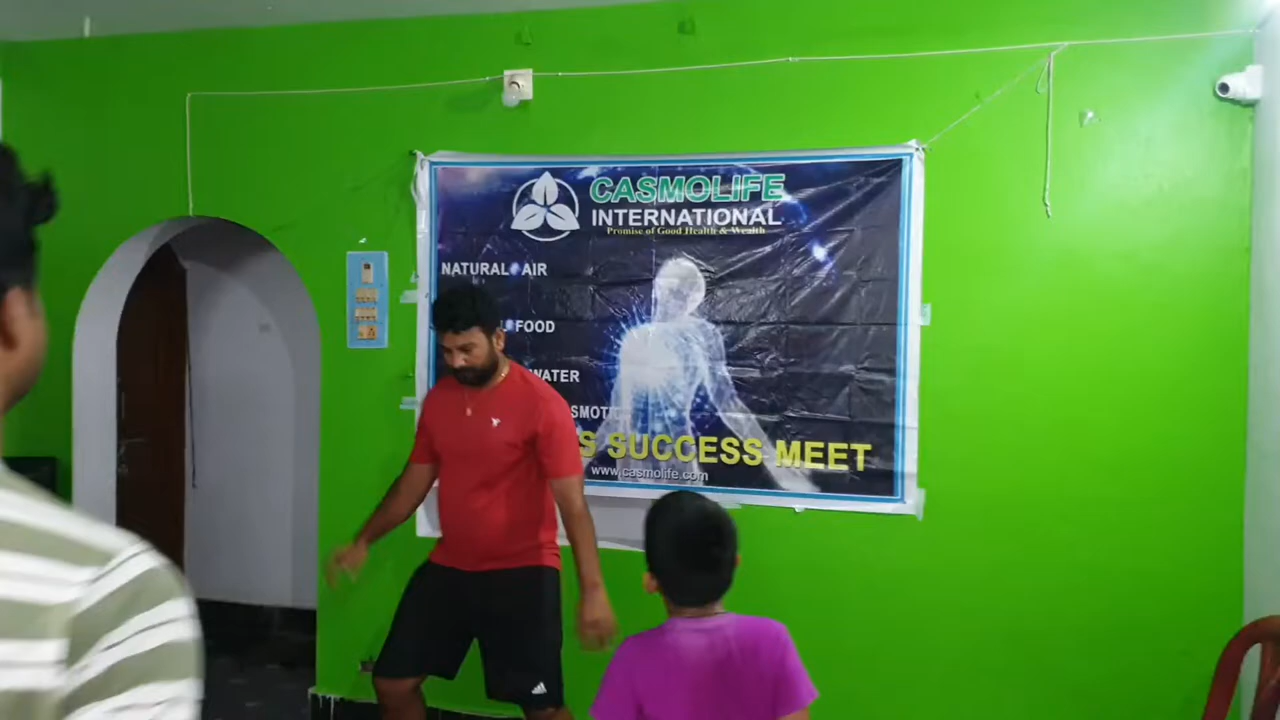 CASMOLIFE
INTERNATIONAL
Promise of Good Health & Wealth
NATURAL AIR
FOOD
WATER
S SUCCESS MEET
www.casmolife.com